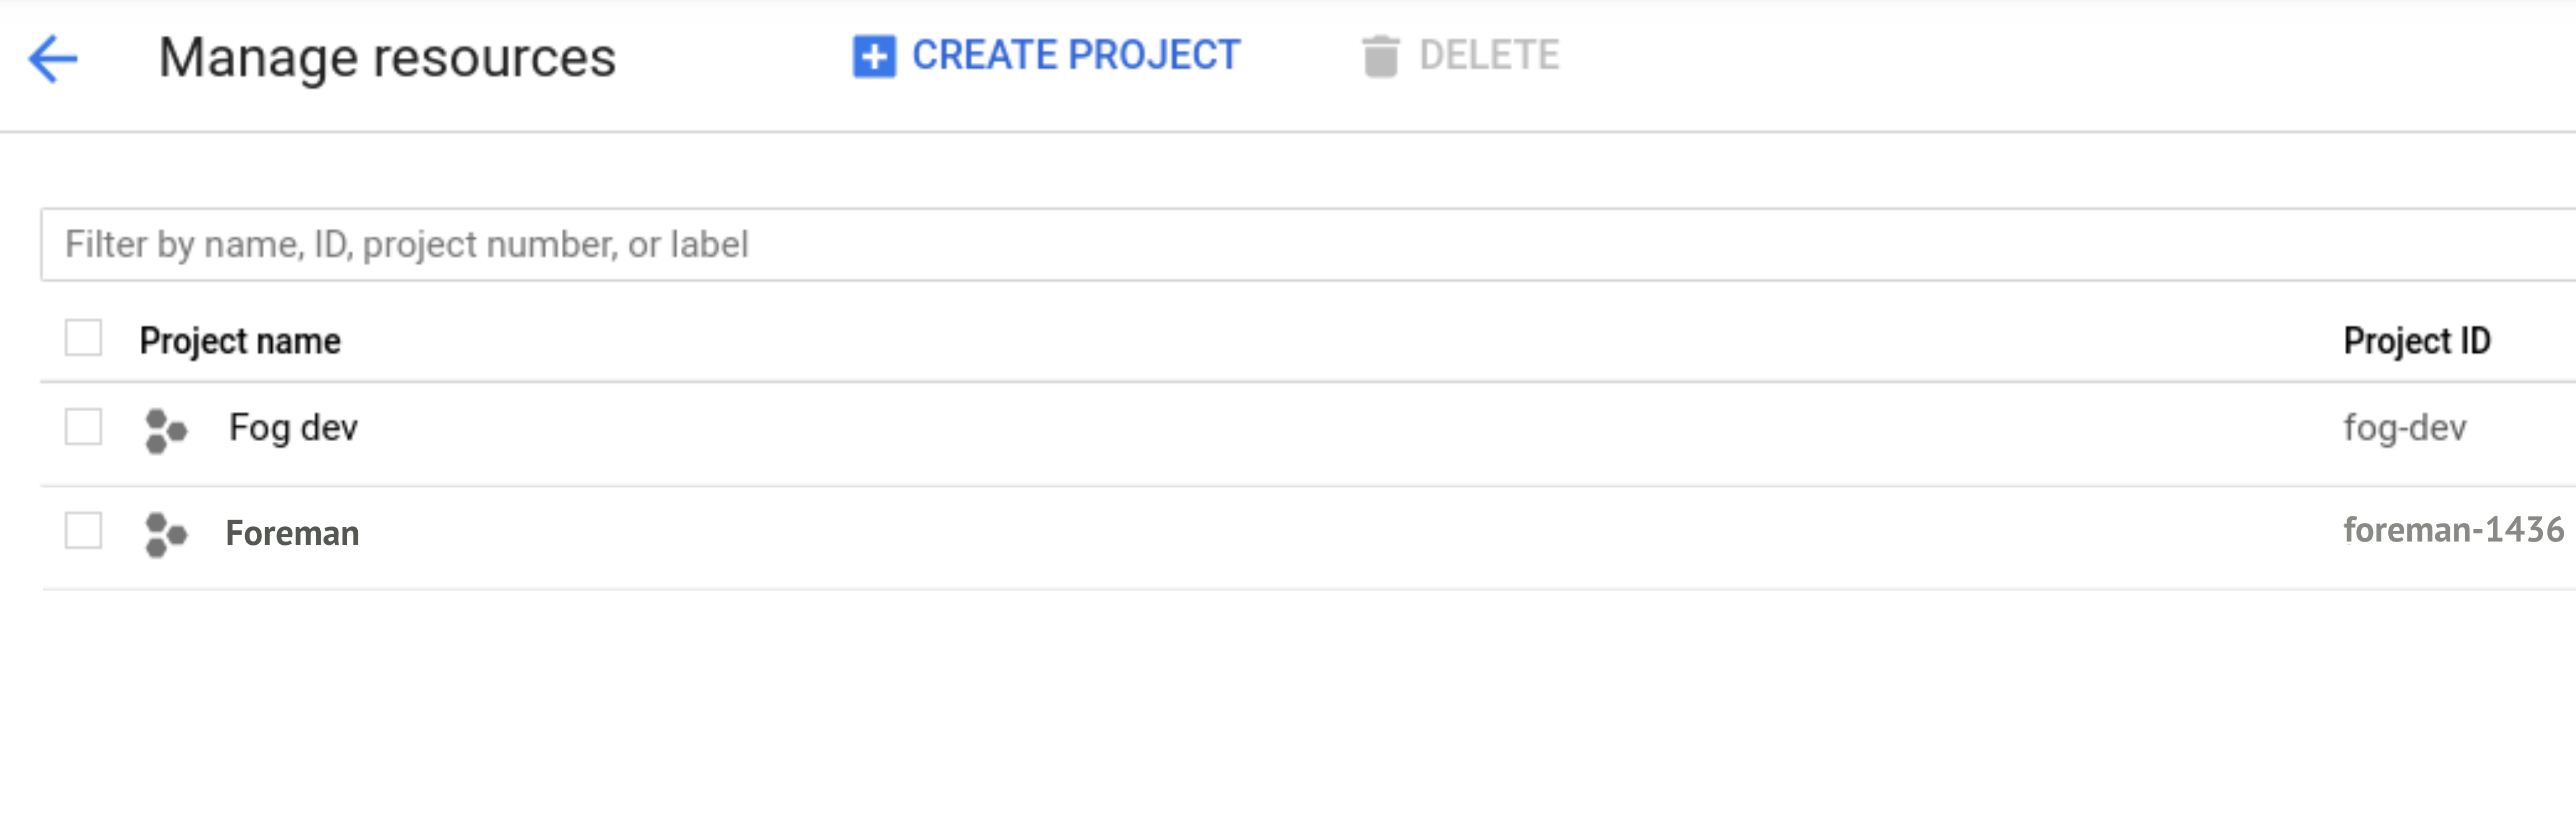 Manage resources CREATE PROJECT DELETE
Filter by name, ID, project number, or label
Project name Project ID
Fog dev fog-dev
Foreman foreman-1436